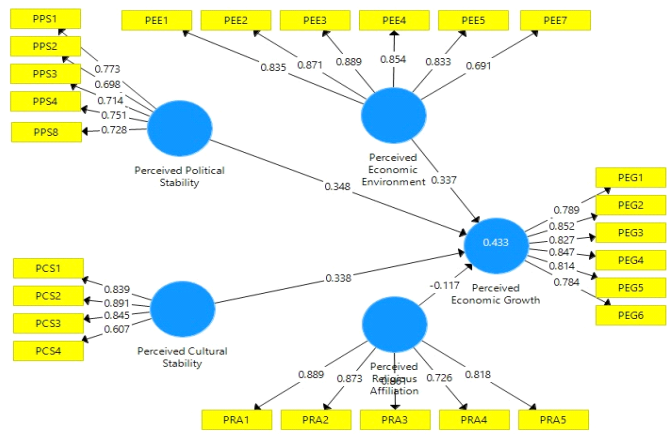 PPS1
PPS2
PPS3
PPS4
PPS8
0.773
0.698
0.714
0.751
0.728
Perceived Political
Stability
PEE1
PEE2
PEE3
PEE4
PEE5
PEE7
0.835
0.871
0.889
0.854
0.833
0.691
Perceived
Economic
Environment
0.337
0.348
0.338
-0.117
PCS1
PCS2
PCS3
PCS4
0.839
0.891
0.845
0.607
Perceived Cultural
Stability
0.433
Perceived
Economic Growth
PEG1
PEG2
PEG3
PEG4
PEG5
PEG6
0.789
0.852
0.827
0.847
0.814
0.784
Perceived
Religious
Affiliation
0.889
0.873
0.726
0.818
PRA1
PRA2
PRA3
PRA4
PRA5